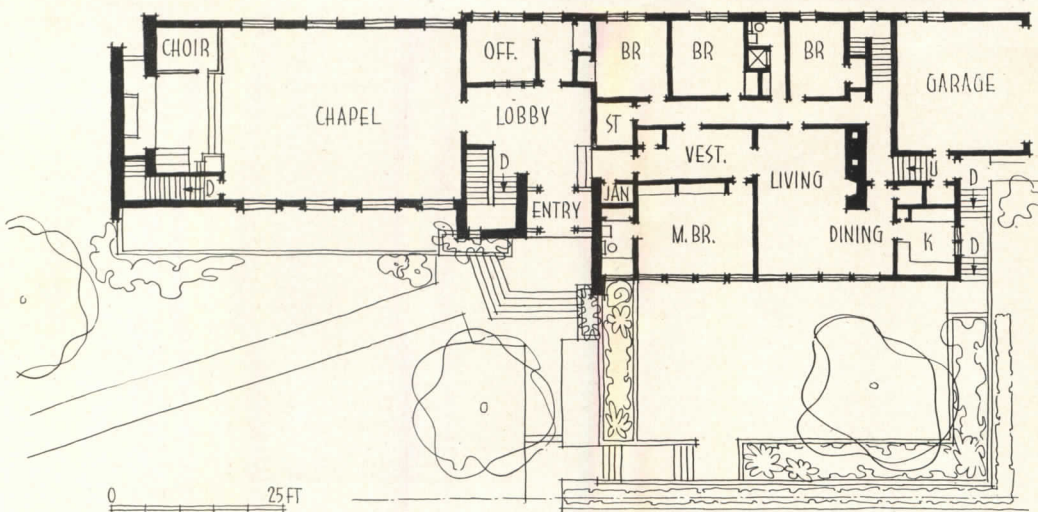 CHOIR
OFF.
BR
BR
BR
GARAGE
CHAPEL
LOBBY
ST
VEST.
LIVING
D
D
U
D
JAN
ENTRY
M.BR.
DINING
K
D
0 25 FT